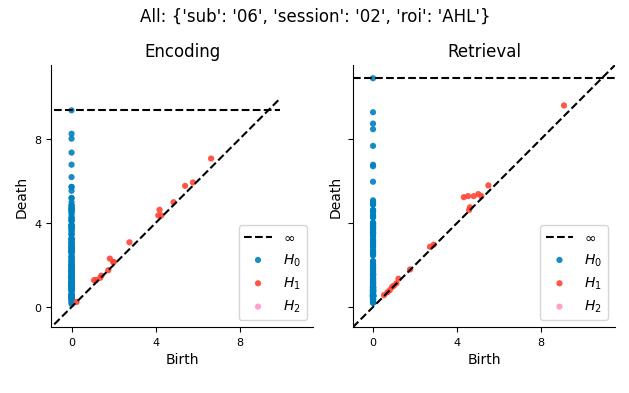 All: {'sub': '06', 'session': '02', 'roi': 'AHL'}
Encoding
Retrieval
Death
8
4
0
0
4
8
Birth
∞
H₀
H₁
H₂
Death
0
4
8
Birth
∞
H₀
H₁
H₂